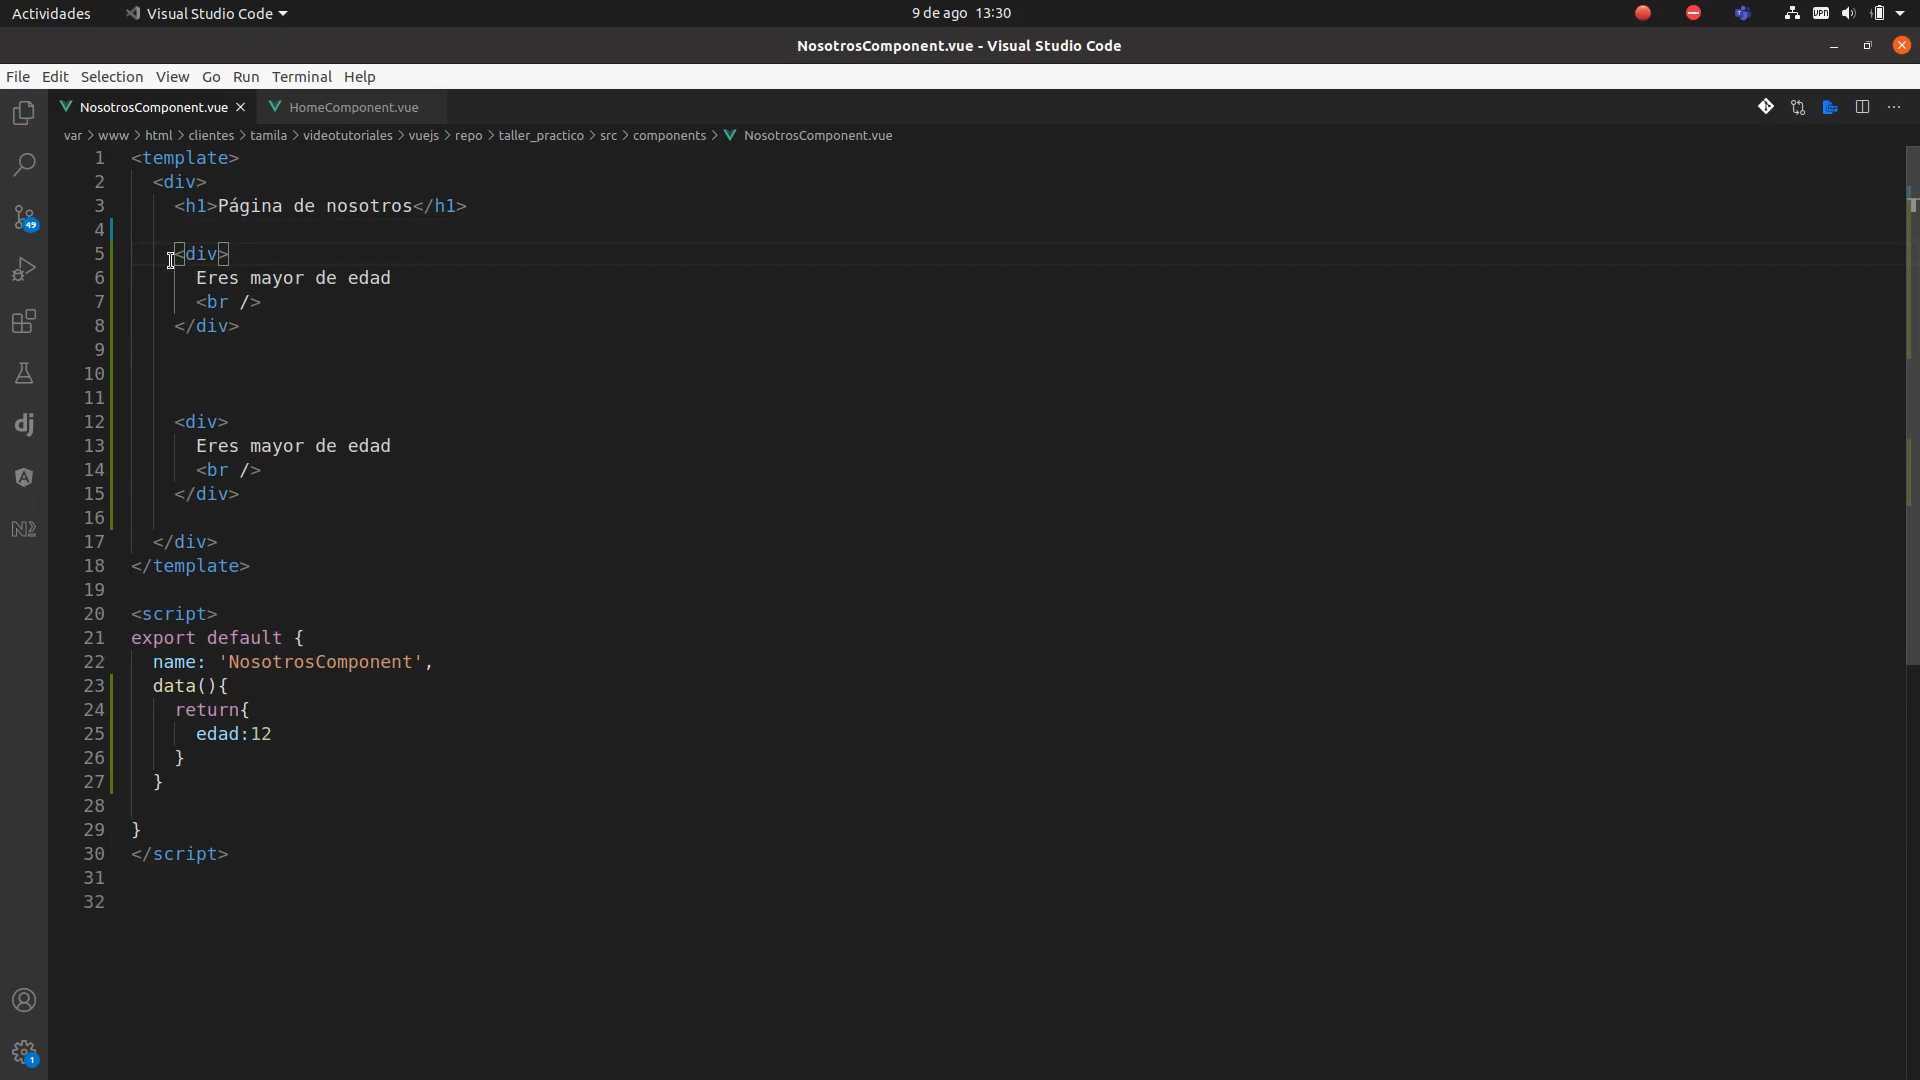 Actividades Visual Studio Code 9 de ago 13:30 VPN
NosotrosComponent.vue - Visual Studio Code
File Edit Selection View Go Run Terminal Help
NosotrosComponent.vue HomeComponent.vue
var > www > html > clientes > tamila > videotutoriales > vuejs > repo > taller_practico > src > components > NosotrosComponent.vue
49
dj
A
N2
1
1 <template>
2 <div>
3 <h1>Página de nosotros</h1>
4
5 <div>
6 Eres mayor de edad
7 <br />
8 </div>
9
10
11
12 <div>
13 Eres mayor de edad
14 <br />
15 </div>
16
17 </div>
18 </template>
19
20 <script>
21 export default {
22 name: 'NosotrosComponent',
23 data(){
24 return{
25 edad:12
26 }
27 }
28
29 }
30 </script>
31
32